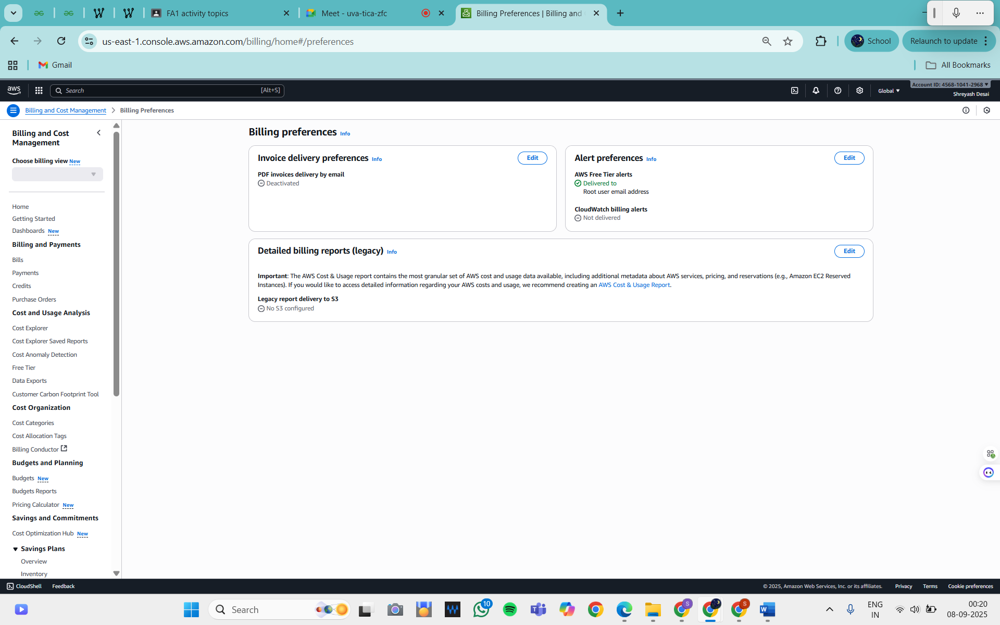 FA1 activity topics
Meet - uva-tica-zfc
Billing Preferences | Billing and
us-east-1.console.aws.amazon.com/billing/home#/preferences
School
Relaunch to update
Gmail
All Bookmarks
aws
Search
[Alt+S]
Global
Account ID: 4568-1041-2968
Shreyash Desai
Billing and Cost Management
Billing Preferences
Billing and Cost
Management
Choose billing view New
Home
Getting Started
Dashboards New
Billing and Payments
Bills
Payments
Credits
Purchase Orders
Cost and Usage Analysis
Cost Explorer
Cost Explorer Saved Reports
Cost Anomaly Detection
Free Tier
Data Exports
Customer Carbon Footprint Tool
Cost Organization
Cost Categories
Cost Allocation Tags
Billing Conductor
Budgets and Planning
Budgets New
Budgets Reports
Pricing Calculator New
Savings and Commitments
Cost Optimization Hub New
Savings Plans
Overview
Inventory
Billing preferences Info
Invoice delivery preferences Info
Edit
PDF invoices delivery by email
Deactivated
Alert preferences Info
Edit
AWS Free Tier alerts
Delivered to
Root user email address
CloudWatch billing alerts
Not delivered
Detailed billing reports (legacy) Info
Edit
Important: The AWS Cost & Usage report contains the most granular set of AWS cost and usage data available, including additional metadata about AWS services, pricing, and reservations (e.g., Amazon EC2 Reserved
Instances). If you would like to access detailed information regarding your AWS costs and usage, we recommend creating an AWS Cost & Usage Report.
Legacy report delivery to S3
No S3 configured
CloudShell
Feedback
© 2025, Amazon Web Services, Inc. or its affiliates.
Privacy
Terms
Cookie preferences
Search
10
S
S
ENG
IN
00:20
08-09-2025